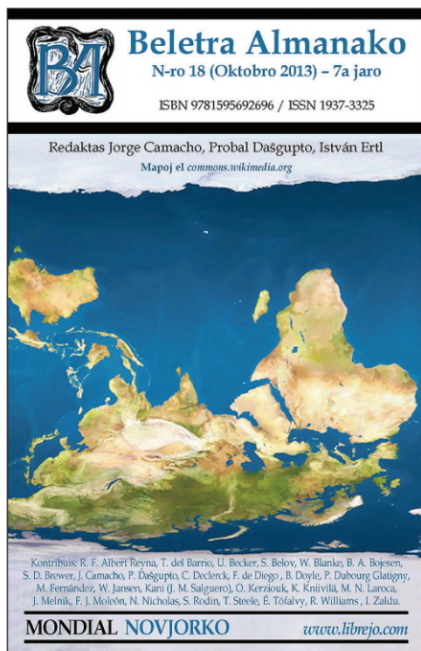 BA
Beletra Almanako
N-ro 18 (Oktobro 2013) – 7a jaro
ISBN 9781595692696 / ISSN 1937-3325
Redaktas Jorge Camacho, Probal Daŝgupto, István Ertl
Mapoj el commons.wikimedia.org
Kontribuis: R. F. Albert Reyna, T. del Barrio, U. Becker, S. Belov, W. Blanke, B. A. Bojesen,
S. D. Brewer, J. Camacho, P. Daŝgupto, C. Declerck, F. de Diego, B. Doyle, P. Dubourg Glatigny,
M. Fernández, W. Jansen, Kani (J. M. Salguero), O. Kerziouk, K. Kniivilä, M. N. Laroca,
J. Melnik, F. J. Moleón, N. Nicholas, S. Rodin, T. Steele, É. Tófalvy, R. Williams, I. Zaldu.
MONDIAL NOVJORKO www.librejo.com